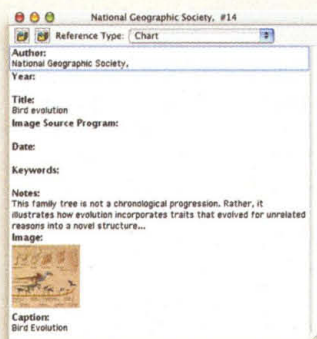 National Geographic Society, #14
Reference Type: Chart
Author:
National Geographic Society,
Year:
Title:
Bird evolution
Image Source Program:
Date:
Keywords:
Notes:
This family tree is not a chronological progression. Rather, it
illustrates how evolution incorporates traits that evolved for unrelated
reasons into a novel structure...
Image:
Caption:
Bird Evolution